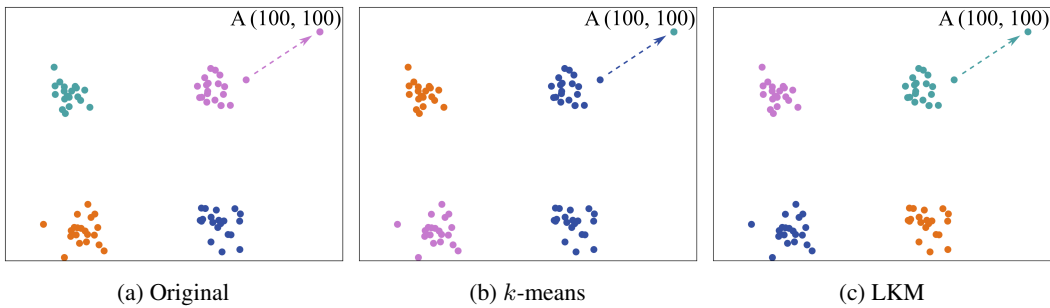 A (100, 100)
A (100, 100)
A (100, 100)
(a) Original
(b) k-means
(c) LKM